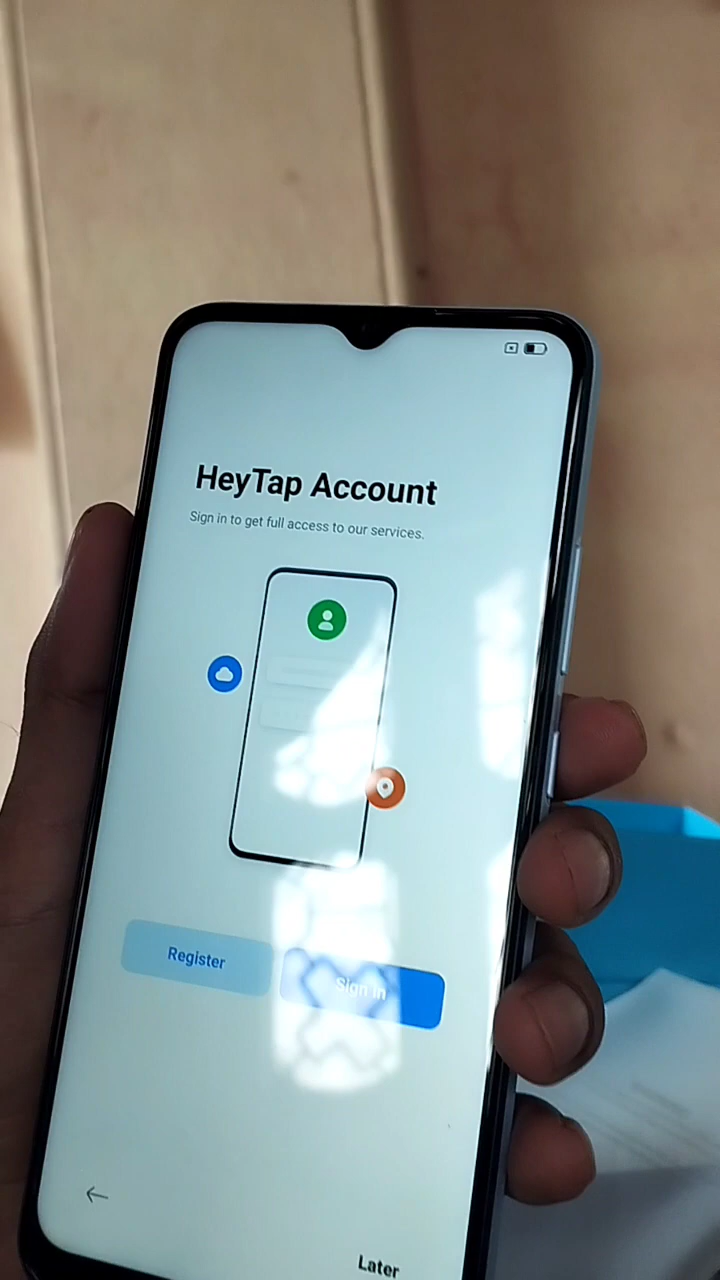 HeyTap Account
Sign in to get full access to our services.
Register
Sign in
Later